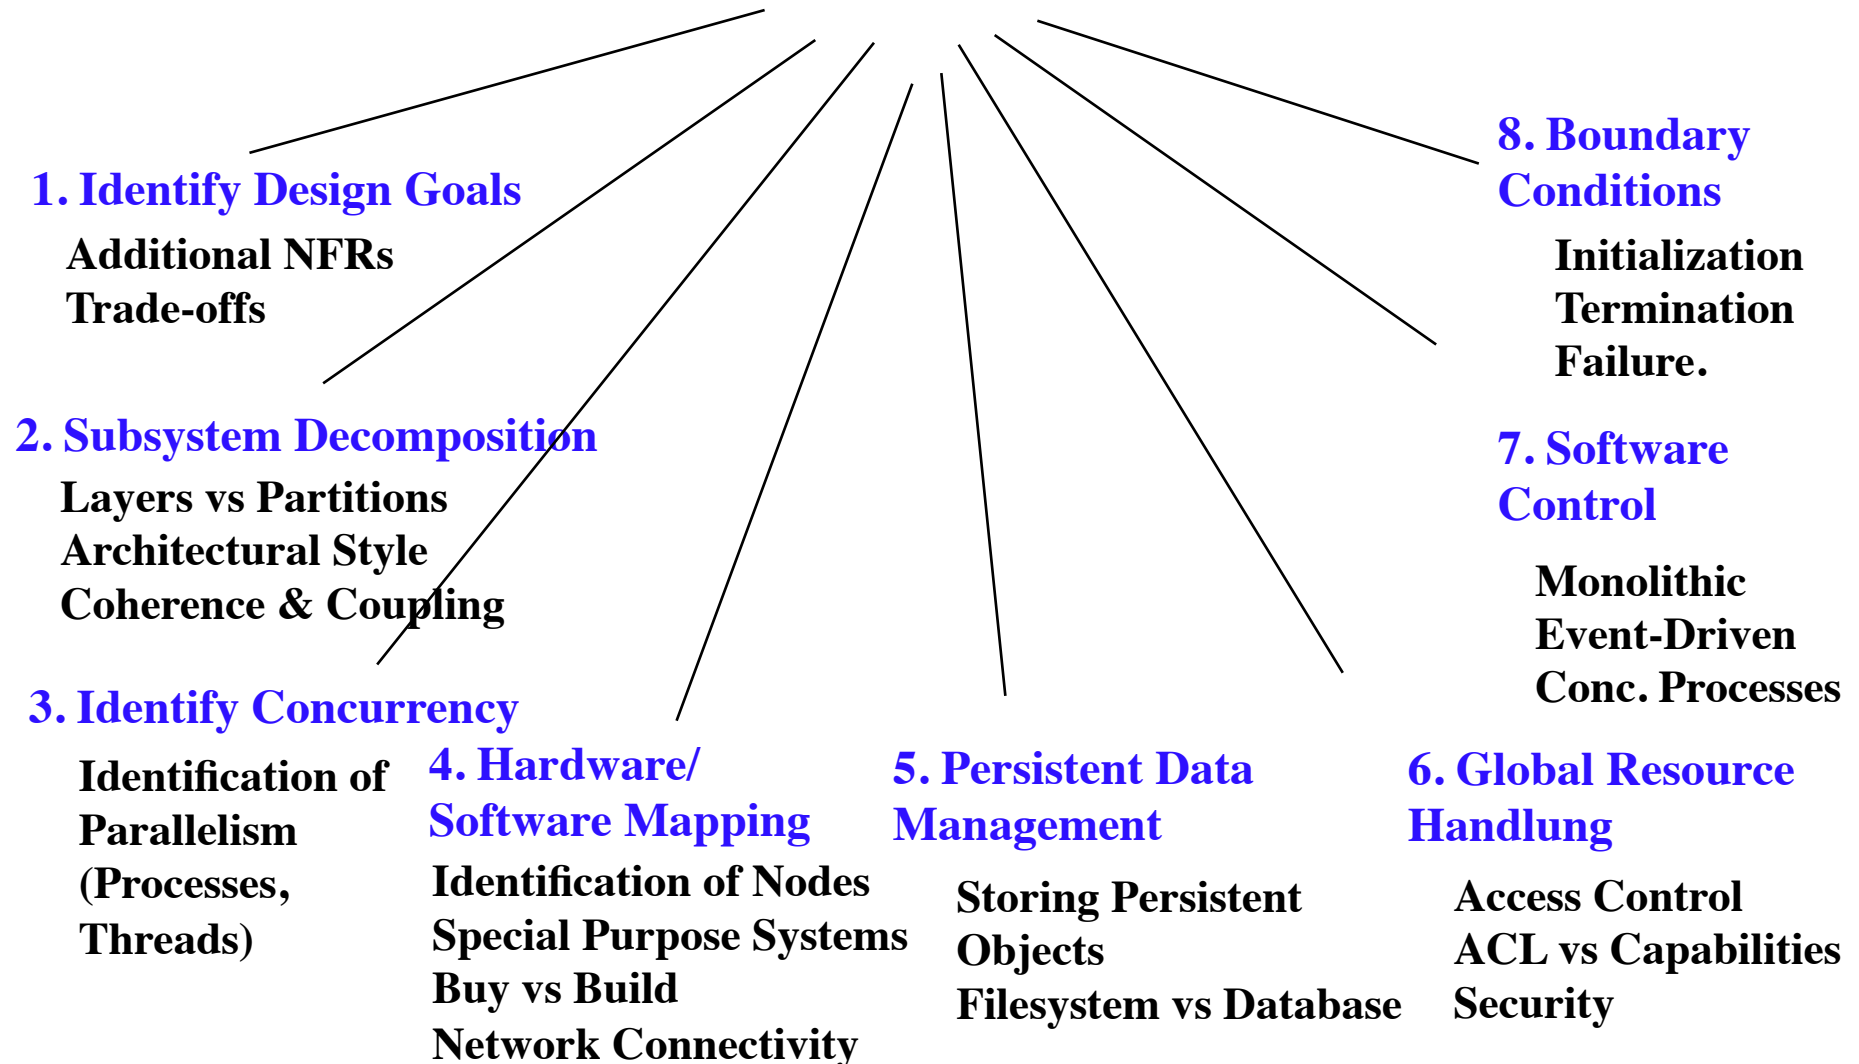 1. Identify Design Goals
Additional NFRs
Trade-offs
2. Subsystem Decomposition
Layers vs Partitions
Architectural Style
Coherence & Coupling
3. Identify Concurrency
Identification of
Parallelism
(Processes,
Threads)
4. Hardware/
Software Mapping
Identification of Nodes
Special Purpose Systems
Buy vs Build
Network Connectivity
5. Persistent Data
Management
Storing Persistent
Objects
Filesystem vs Database
6. Global Resource
Handlung
Access Control
ACL vs Capabilities
Security
7. Software
Control
Monolithic
Event-Driven
Conc. Processes
8. Boundary
Conditions
Initialization
Termination
Failure.